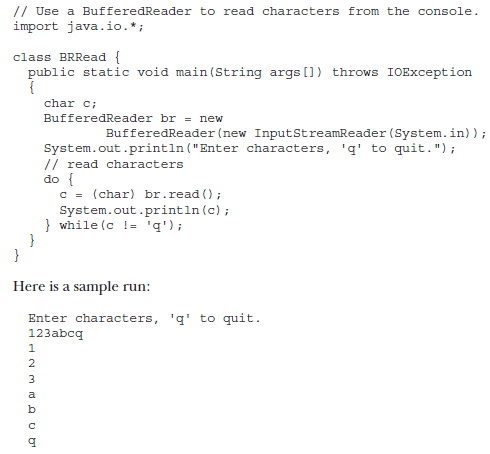 // Use a BufferedReader to read characters from the console.
import java.io.*;
class BRRead {
public static void main(String args[]) throws IOException
{
char c;
BufferedReader br = new
BufferedReader(new InputStreamReader(System.in));
System.out.println("Enter characters, 'q' to quit.");
// read characters
do {
c = (char) br.read();
System.out.println(c);
} while(c != 'q');
}
}
Here is a sample run:
Enter characters, 'q' to quit.
123abcq
1
2
3
a
b
c
q